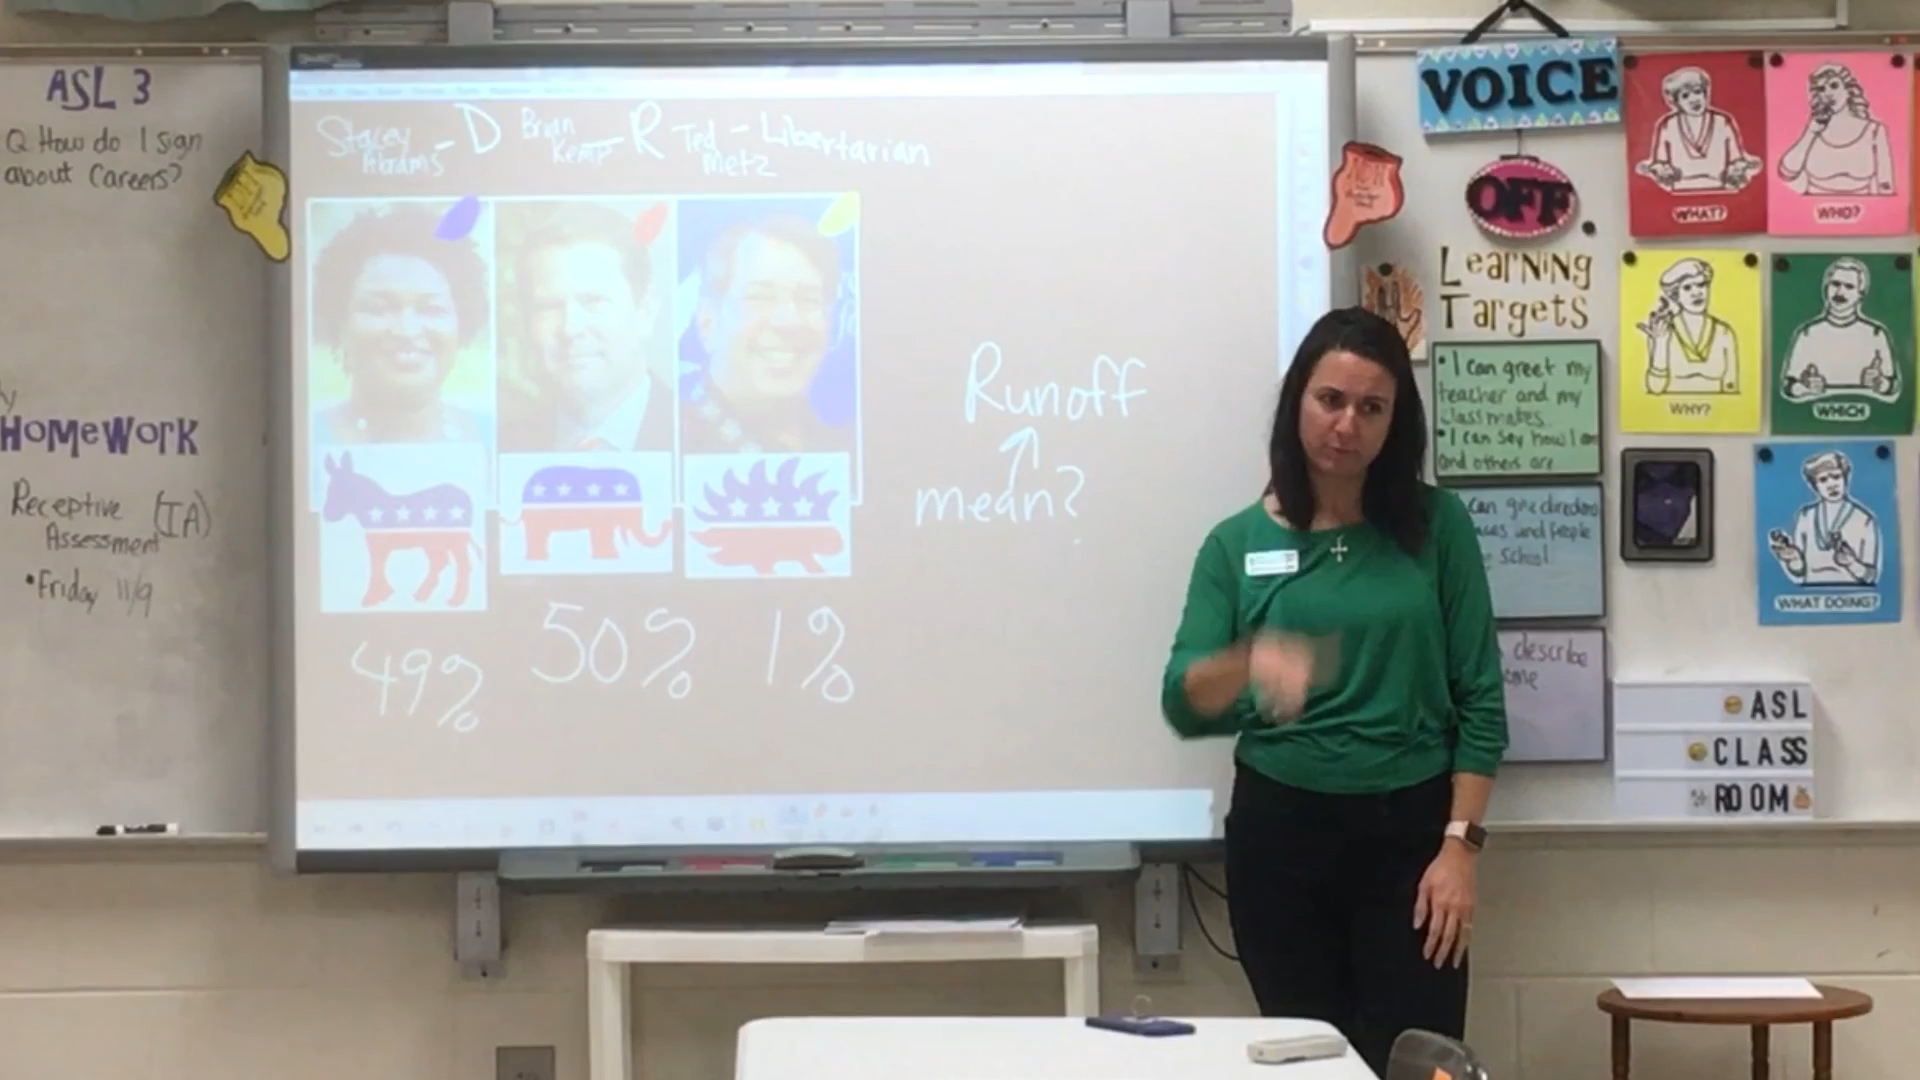 ASL 3
Q. How do I sign
about careers?
HOMEWORK
Receptive (IA)
Assessment
•Friday 11/9
Stacey
Abrams - D
Brian
Kemp - R
Ted
Metz - Libertarian
49%
50%
1%
Runoff
mean?
VOICE
OFF
Learning
Targets
• I can greet my
teacher and my
classmates.
• I can say how I am
and others are
can give directions
and people
school
describe
WHAT?
WHO?
WHY?
WHICH
WHAT DOING?
ASL
CLASS
ROOM